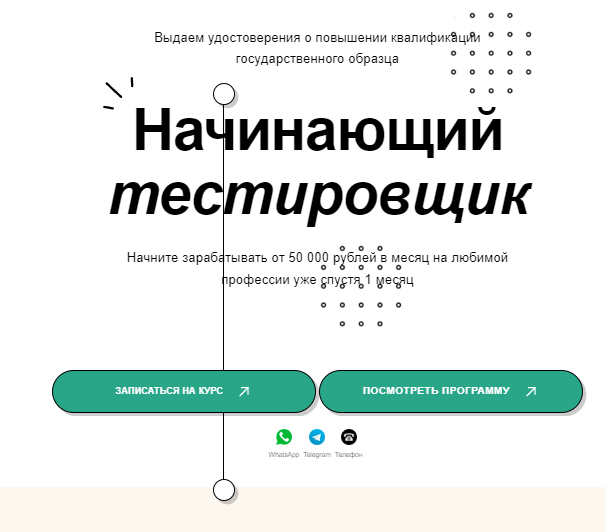 Выдаем удостоверения о повышении квалификации
государственного образца
Начинающий
тестировщик
Начните зарабатывать от 50 000 рублей в месяц на любимой
профессии уже спустя 1 месяц
ЗАПИСАТЬСЯ НА КУРС
ПОСМОТРЕТЬ ПРОГРАММУ
WhatsApp Telegram Телефон